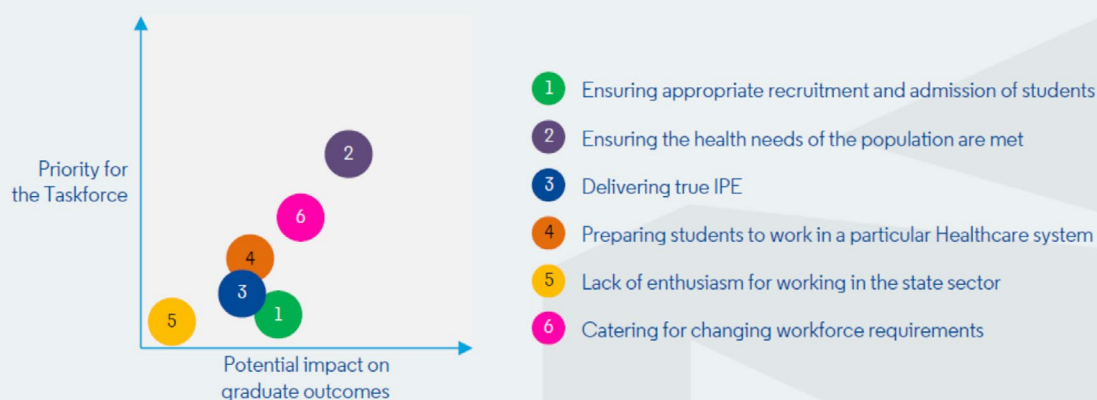 Priority for
the Taskforce
2
6
4
3
1
5
Potential impact on
graduate outcomes
1 Ensuring appropriate recruitment and admission of students
2 Ensuring the health needs of the population are met
3 Delivering true IPE
4 Preparing students to work in a particular Healthcare system
5 Lack of enthusiasm for working in the state sector
6 Catering for changing workforce requirements